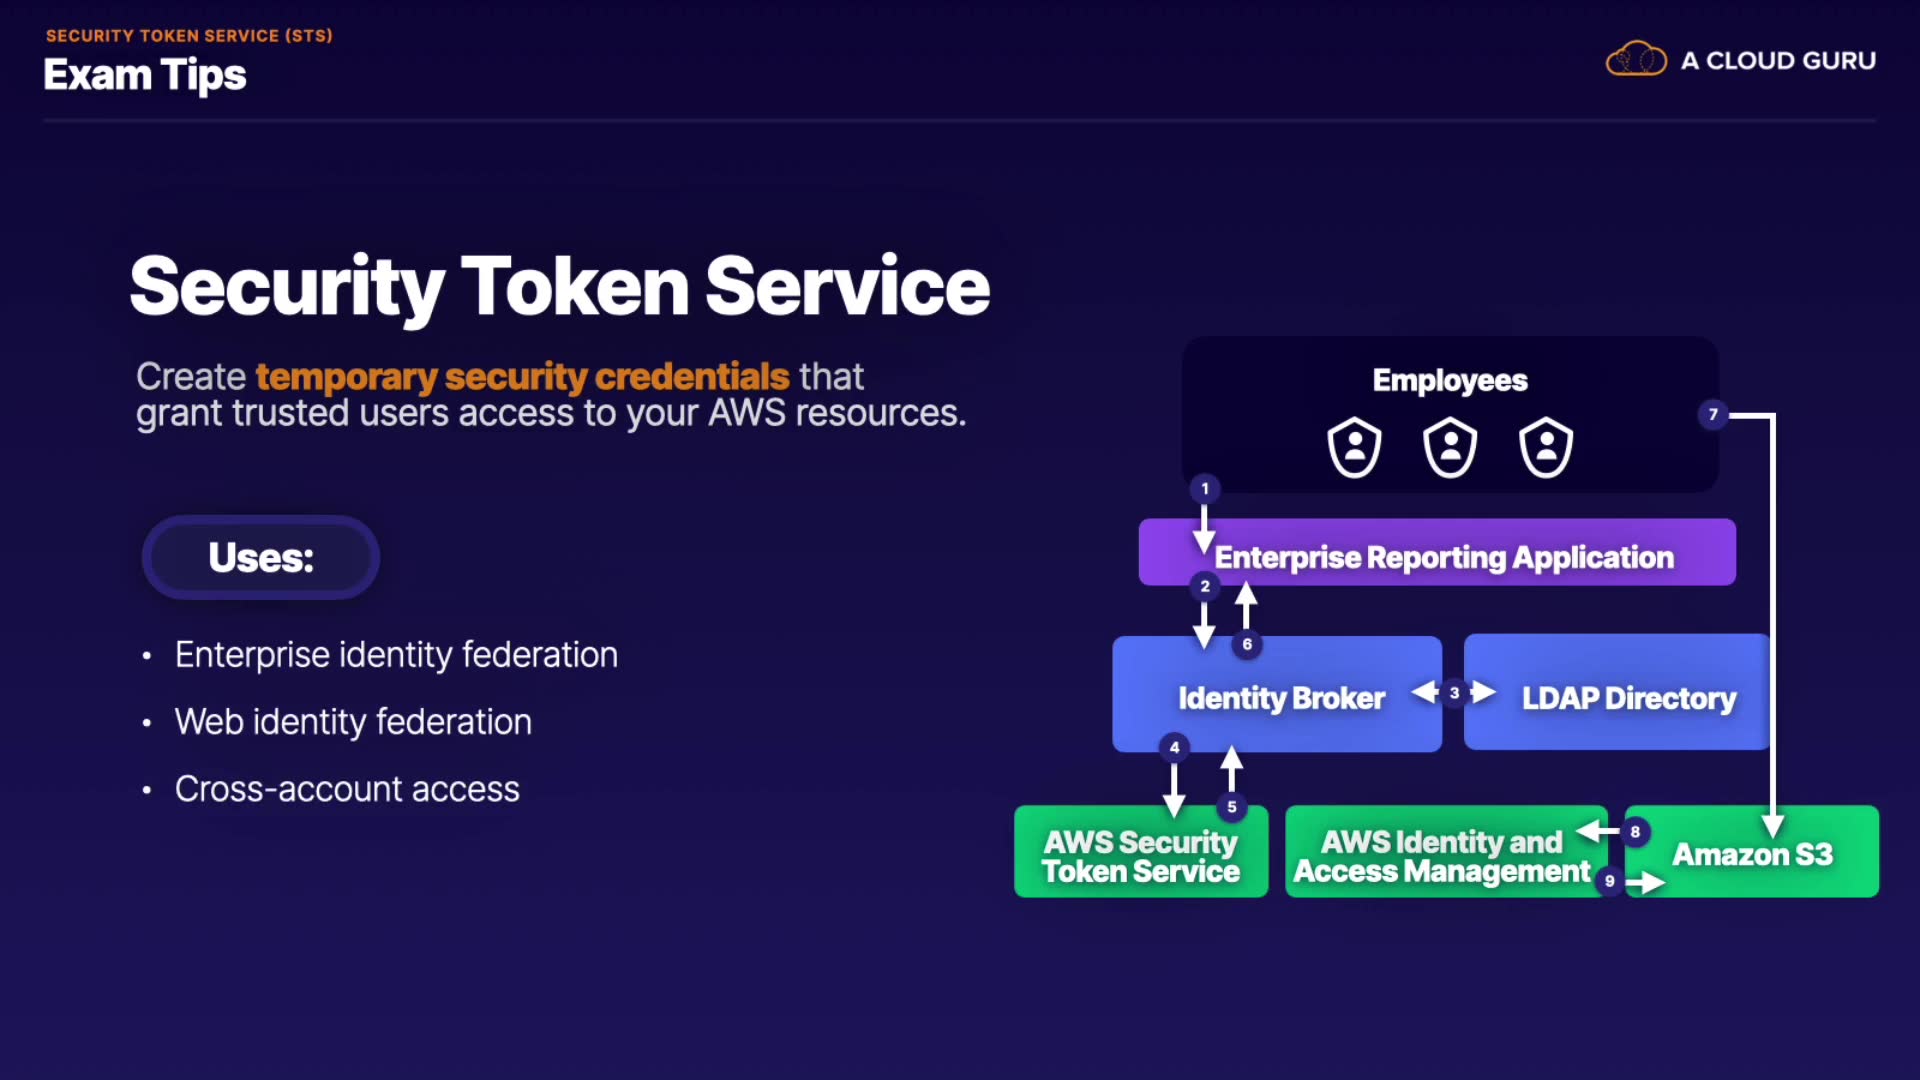 SECURITY TOKEN SERVICE (STS)
Exam Tips
A CLOUD GURU
Security Token Service
Create temporary security credentials that
grant trusted users access to your AWS resources.
Uses:
• Enterprise identity federation
• Web identity federation
• Cross-account access
Employees
7
1
Enterprise Reporting Application
2
6
Identity Broker
3
LDAP Directory
4
5
AWS Security
Token Service
AWS Identity and
Access Management
8
9
Amazon S3